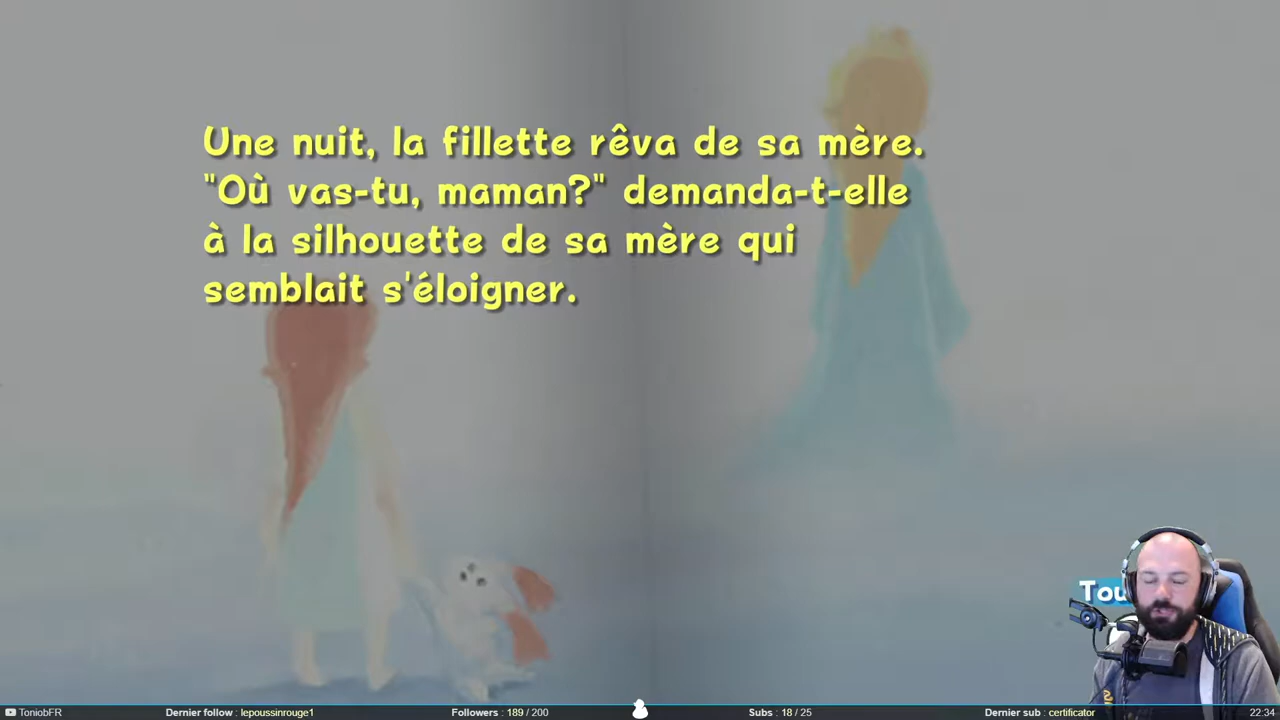 Une nuit, la fillette rêva de sa mère.
"Où vas-tu, maman?" demanda-t-elle
à la silhouette de sa mère qui
semblait s'éloigner.
Tou
ToniobFR Dernier follow : lepoussinrouge1 Followers : 189 / 200 Subs : 18 / 25 Dernier sub : certificator 22:34